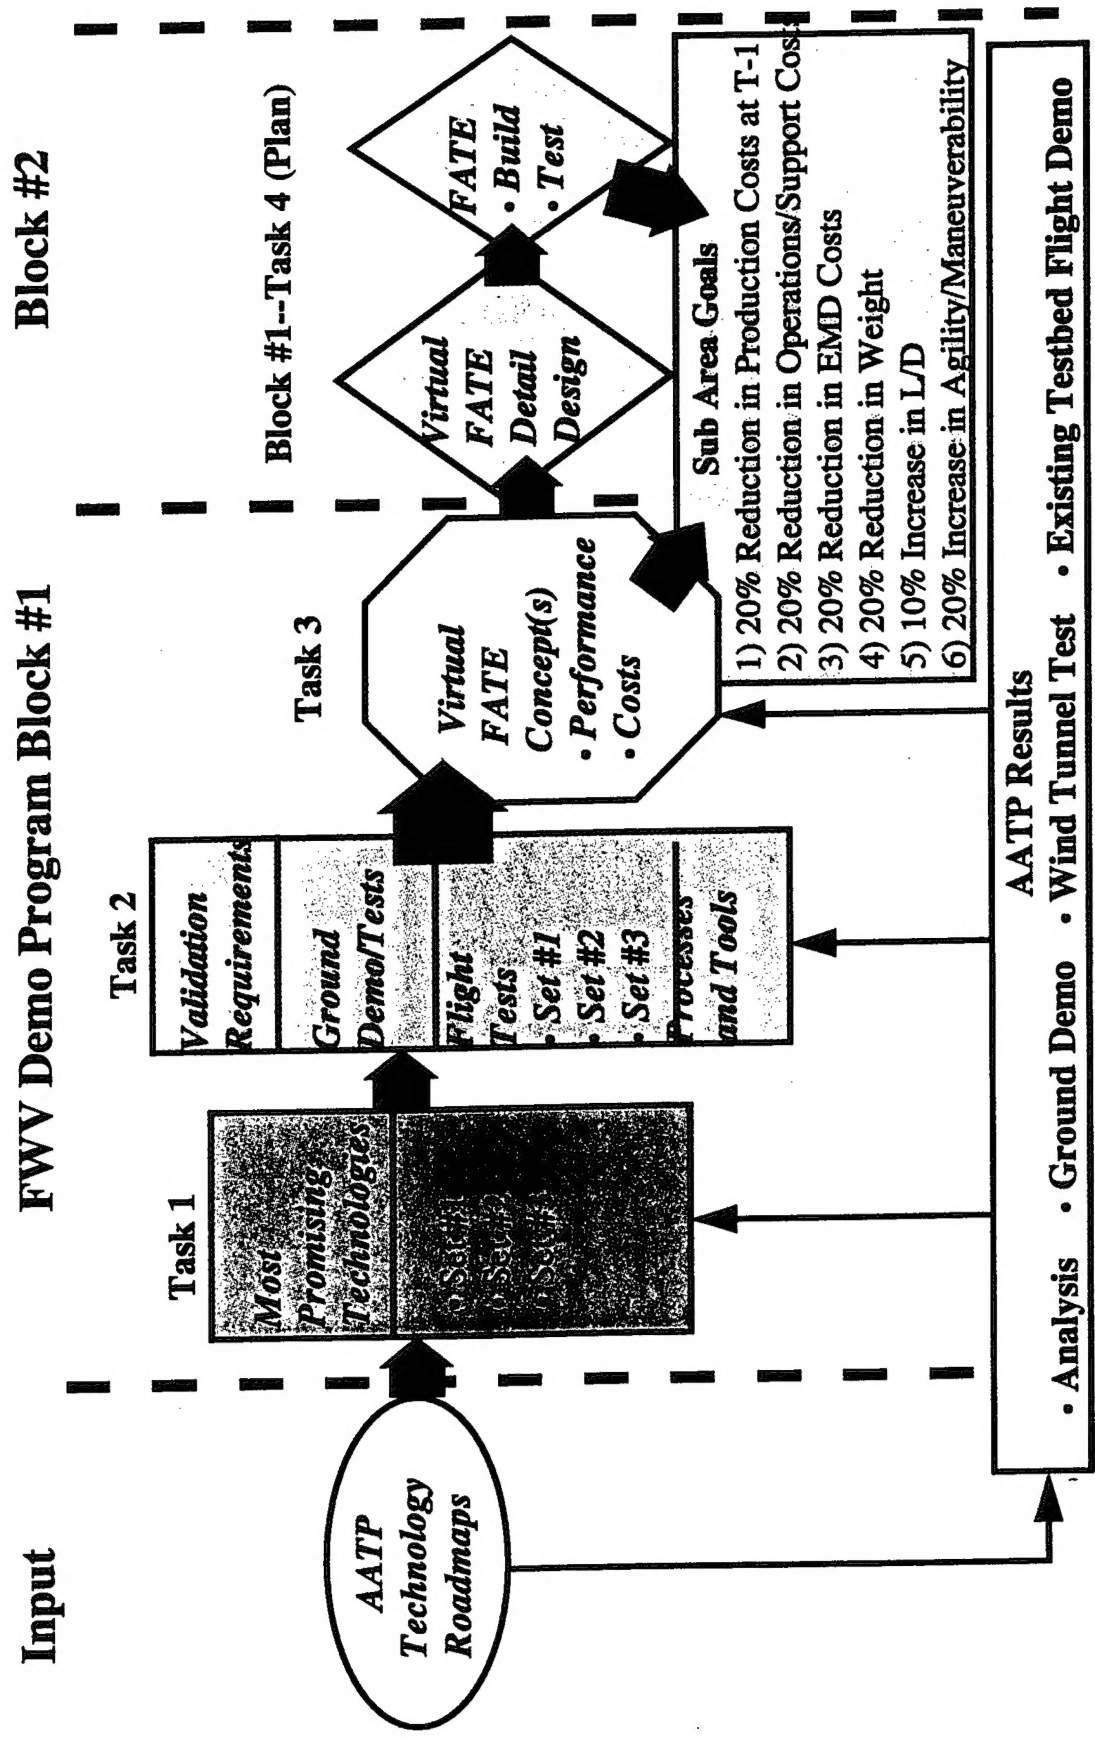 Input
FWV Demo Program Block #1
Block #2
AATP
Technology
Roadmaps
Task 1
Most
Promising
Technologies
Task 2
Validation
Requirements
Ground
Demo/Tests
Flight
Tests
• Set #1
• Set #2
• Set #3
Processes
and Tools
Task 3
Virtual
FATE
Concept(s)
• Performance
• Costs
Block #1--Task 4 (Plan)
Virtual
FATE
Detail
Design
FATE
• Build
• Test
Sub Area Goals
1) 20% Reduction in Production Costs at T-1
2) 20% Reduction in Operations/Support Costs
3) 20% Reduction in EMD Costs
4) 20% Reduction in Weight
5) 10% Increase in L/D
6) 20% Increase in Agility/Maneuverability
AATP Results
• Analysis • Ground Demo • Wind Tunnel Test • Existing Testbed Flight Demo